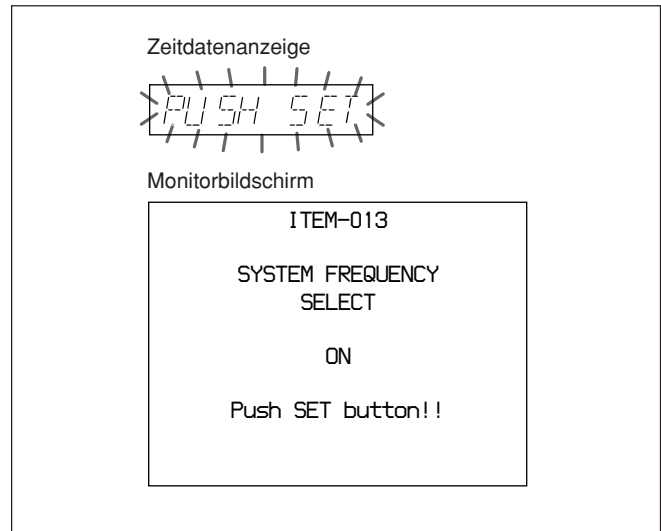 Zeitdatenanzeige
PUSH SET
Monitorbildschirm
ITEM-013
SYSTEM FREQUENCY
SELECT
ON
Push SET button!!